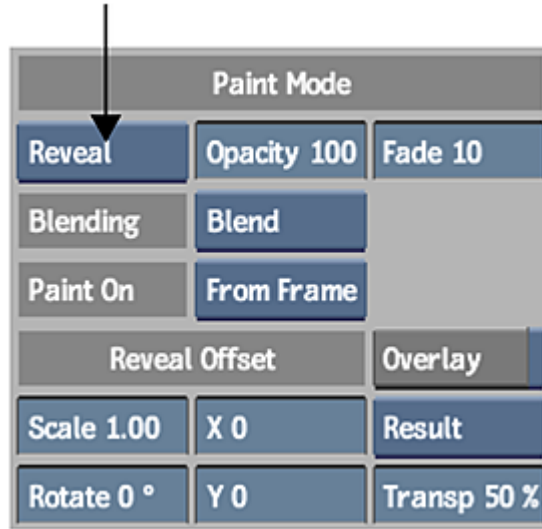 Paint Mode
Reveal Opacity 100 Fade 10
Blending Blend
Paint On From Frame
Reveal Offset Overlay
Scale 1.00 X 0 Result
Rotate 0 ° Y 0 Transp 50 %